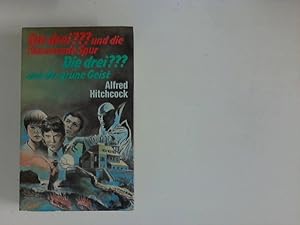 Die drei??? und die
flammende Spur
Die drei???
und der grüne Geist
Alfred
Hitchcock